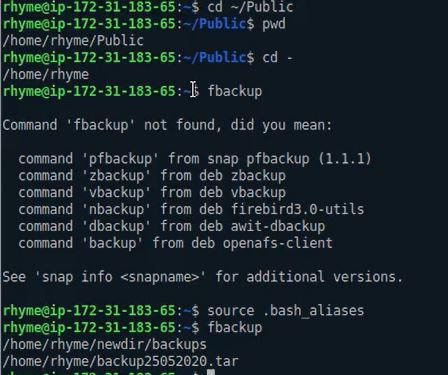 rhyme@ip-172-31-183-65:~$ cd ~/Public
rhyme@ip-172-31-183-65:~/Public$ pwd
/home/rhyme/Public
rhyme@ip-172-31-183-65:~/Public$ cd -
/home/rhyme
rhyme@ip-172-31-183-65:~$ fbackup
Command 'fbackup' not found, did you mean:
command 'pfbackup' from snap pfbackup (1.1.1)
command 'zbackup' from deb zbackup
command 'vbackup' from deb vbackup
command 'nbackup' from deb firebird3.0-utils
command 'dbackup' from deb awit-dbackup
command 'backup' from deb openafs-client
See 'snap info <snapname>' for additional versions.
rhyme@ip-172-31-183-65:~$ source .bash_aliases
rhyme@ip-172-31-183-65:~$ fbackup
/home/rhyme/newdir/backups
/home/rhyme/backup25052020.tar